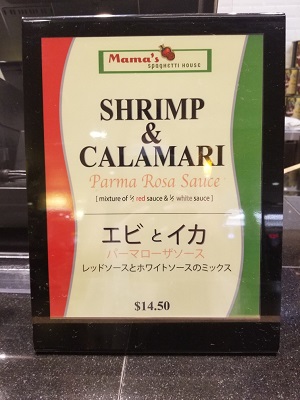 Mama's
SPAGHETTI HOUSE
SHRIMP
&
CALAMARI
Parma Rosa Sauce
[ mixture of ½ red sauce & ½ white sauce ]
エビ と イカ
パーマローザソース
レッドソースとホワイトソースのミックス
$14.50